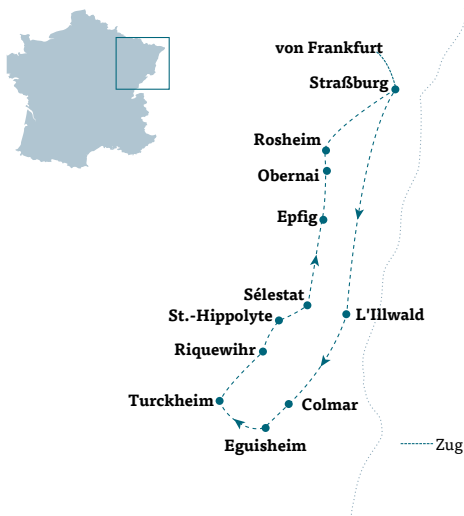 von Frankfurt
Straßburg
Rosheim
Obernai
Epfig
Sélestat
St.-Hippolyte
L'Illwald
Riquewihr
Turckheim
Colmar
Eguisheim
Zug